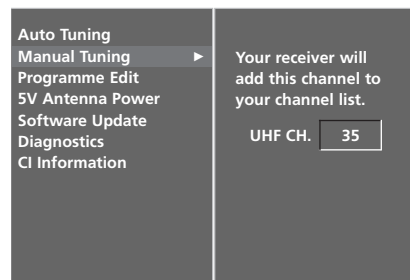 Auto Tuning
Manual Tuning ►
Programme Edit
5V Antenna Power
Software Update
Diagnostics
CI Information
Your receiver will
add this channel to
your channel list.
UHF CH. 35